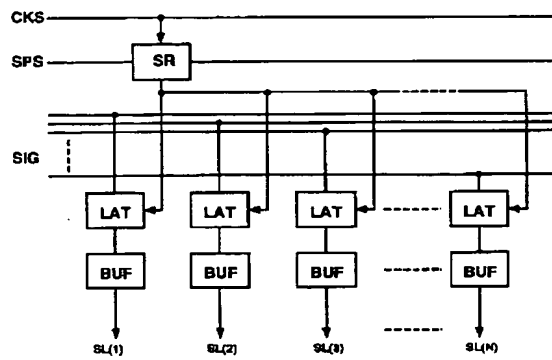 CKS
SPS SR
SIG
LAT LAT LAT LAT
BUF BUF BUF BUF
SL(1) SL(2) SL(3) SL(N)